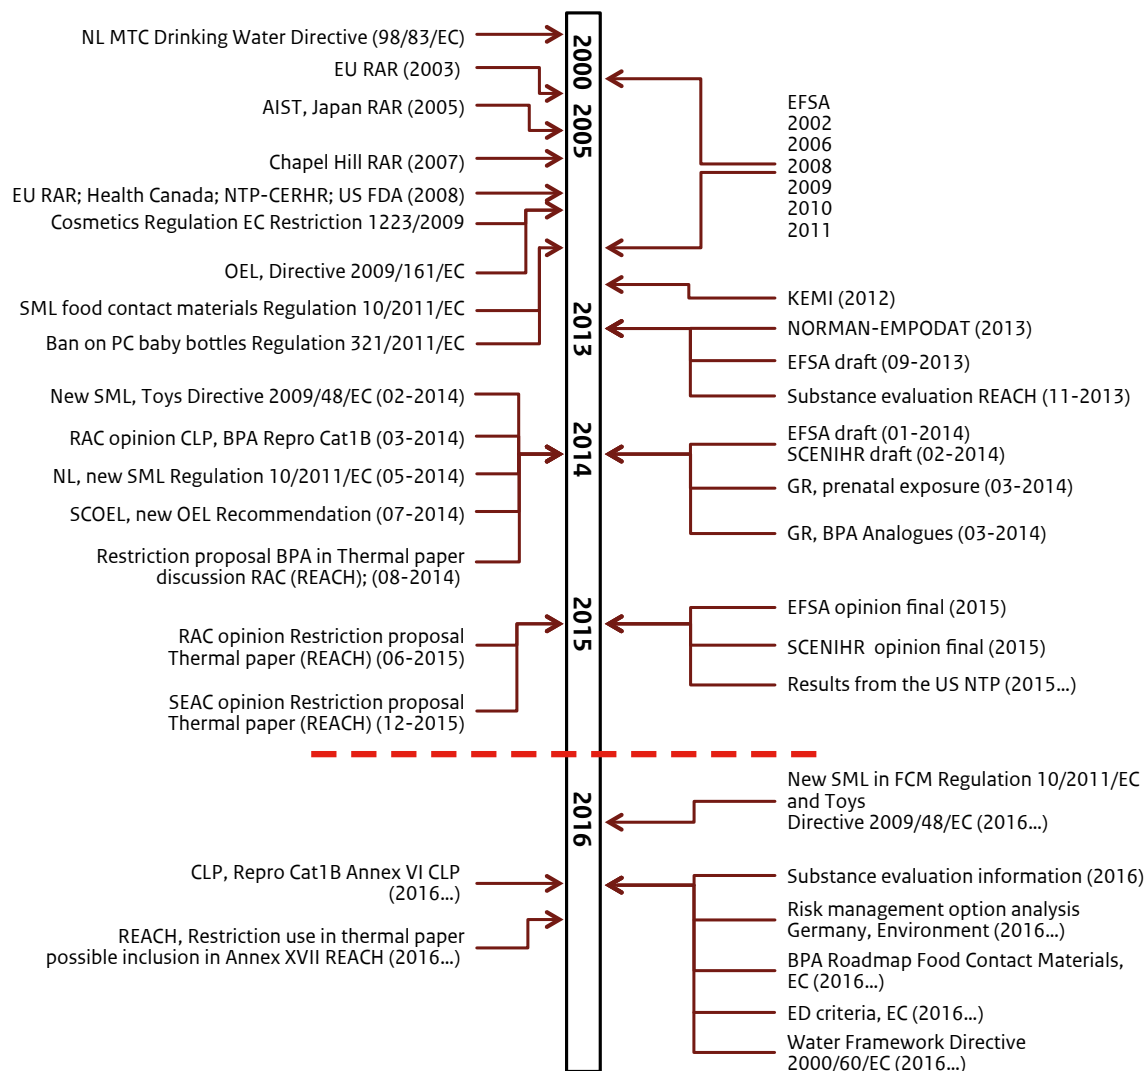 NL MTC Drinking Water Directive (98/83/EC)
EU RAR (2003)
AIST, Japan RAR (2005)
Chapel Hill RAR (2007)
EU RAR; Health Canada; NTP-CERHR; US FDA (2008)
Cosmetics Regulation EC Restriction 1223/2009
OEL, Directive 2009/161/EC
SML food contact materials Regulation 10/2011/EC
Ban on PC baby bottles Regulation 321/2011/EC
New SML, Toys Directive 2009/48/EC (02-2014)
RAC opinion CLP, BPA Repro Cat1B (03-2014)
NL, new SML Regulation 10/2011/EC (05-2014)
SCOEL, new OEL Recommendation (07-2014)
Restriction proposal BPA in Thermal paper
discussion RAC (REACH); (08-2014)
RAC opinion Restriction proposal
Thermal paper (REACH) (06-2015)
SEAC opinion Restriction proposal
Thermal paper (REACH) (12-2015)
CLP, Repro Cat1B Annex VI CLP
(2016...)
REACH, Restriction use in thermal paper
possible inclusion in Annex XVII REACH (2016...)
2000
2005
2013
2014
2015
2016
EFSA
2002
2006
2008
2009
2010
2011
KEMI (2012)
NORMAN-EMPODAT (2013)
EFSA draft (09-2013)
Substance evaluation REACH (11-2013)
EFSA draft (01-2014)
SCENIHR draft (02-2014)
GR, prenatal exposure (03-2014)
GR, BPA Analogues (03-2014)
EFSA opinion final (2015)
SCENIHR opinion final (2015)
Results from the US NTP (2015...)
New SML in FCM Regulation 10/2011/EC
and Toys
Directive 2009/48/EC (2016...)
Substance evaluation information (2016)
Risk management option analysis
Germany, Environment (2016...)
BPA Roadmap Food Contact Materials,
EC (2016...)
ED criteria, EC (2016...)
Water Framework Directive
2000/60/EC (2016...)